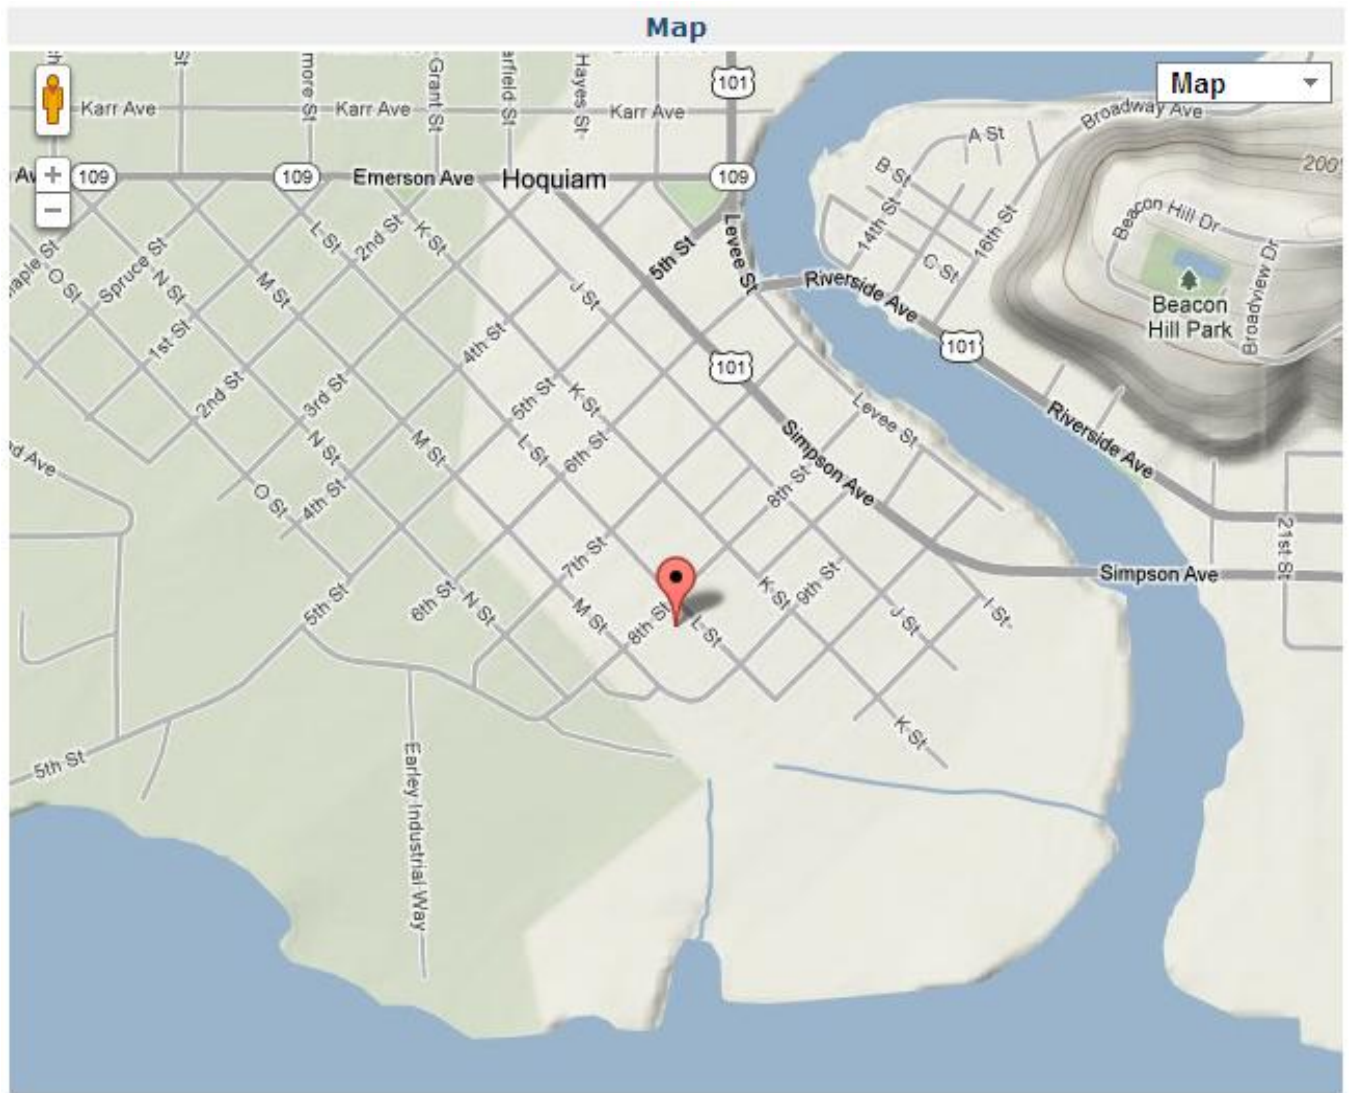 Map
Map
101
Karr Ave
Karr Ave
Karr Ave
Grant St
Hayes St
Broadway Ave
A St
B St
200'
109
109
Emerson Ave
Hoquiam
109
Levee St
5th St
14th St
16th St
C St
Beacon Hill Dr
Broadview Dr
Beacon
Hill Park
Riverside Ave
101
O St
Spruce St
N St
L St
2nd St
K St
M St
J St
1st St
4th St
101
2nd St
3rd St
5th St
K St
Levee St
Riverside Ave
N St
M St
L St
6th St
Simpson Ave
8th St
O St
4th St
21st St
7th St
Simpson Ave
5th St
6th St
N St
M St
8th St
L St
K St
9th St
J St
I St
K St
5th St
Earley Industrial Way